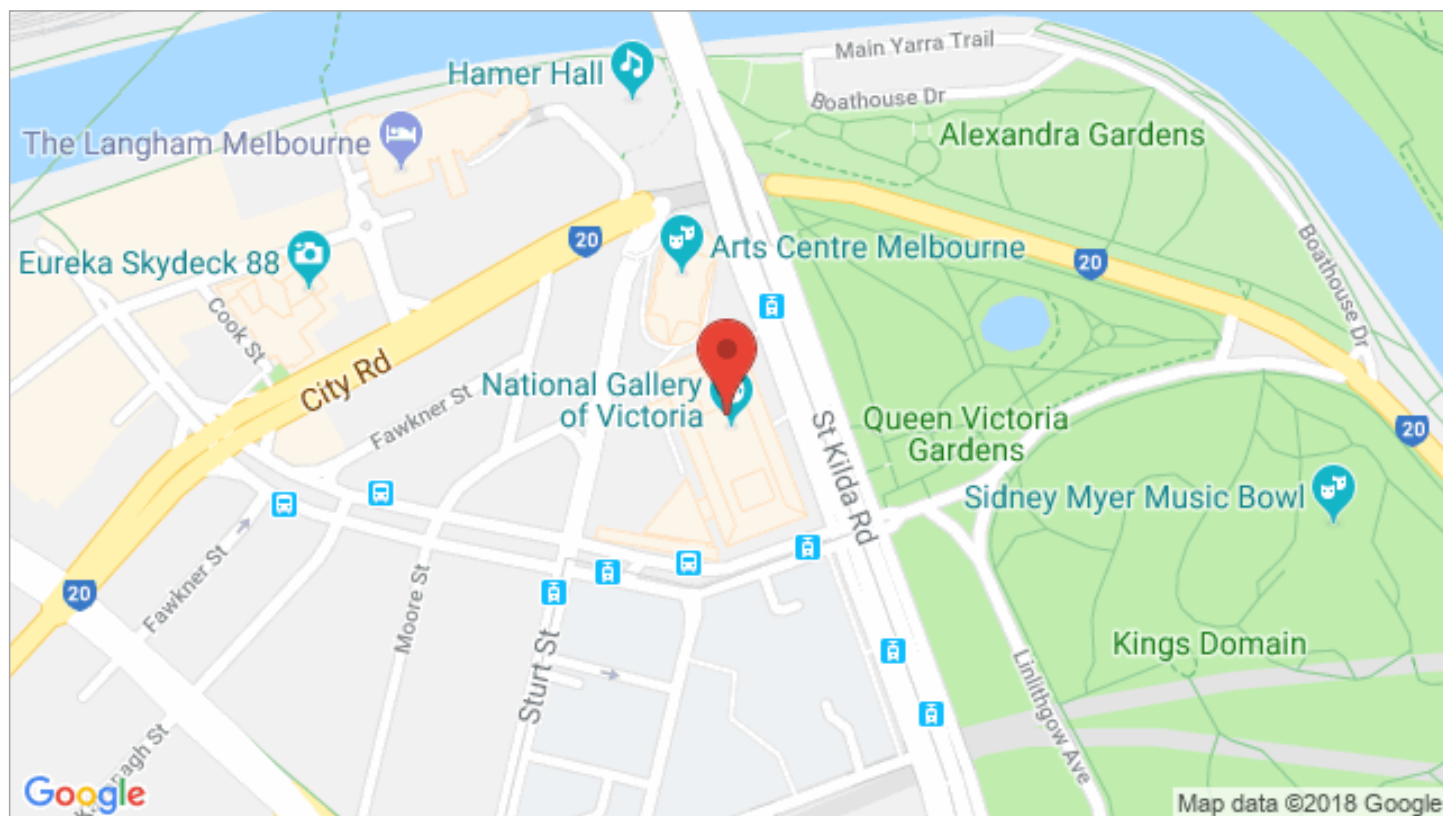 Main Yarra Trail
Hamer Hall
Boathouse Dr
The Langham Melbourne
Alexandra Gardens
20
Arts Centre Melbourne
Eureka Skydeck 88
20
Boathouse Dr
Cook St
City Rd
National Gallery
of Victoria
Fawkner St
St Kilda Rd
Queen Victoria
Gardens
20
Sidney Myer Music Bowl
20
Fawkner St
Moore St
Sturt St
Kings Domain
Linlithgow Ave
St
Google
Map data ©2018 Google